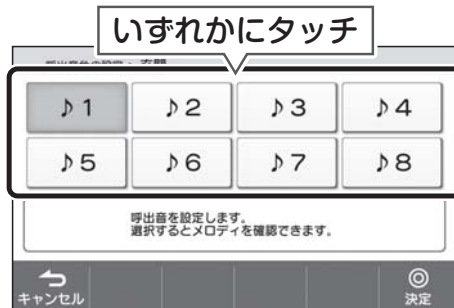 いずれかにタッチ
♪1 ♪2 ♪3 ♪4
♪5 ♪6 ♪7 ♪8
呼出音を設定します。
選択するとメロディを確認できます。
キャンセル 決定